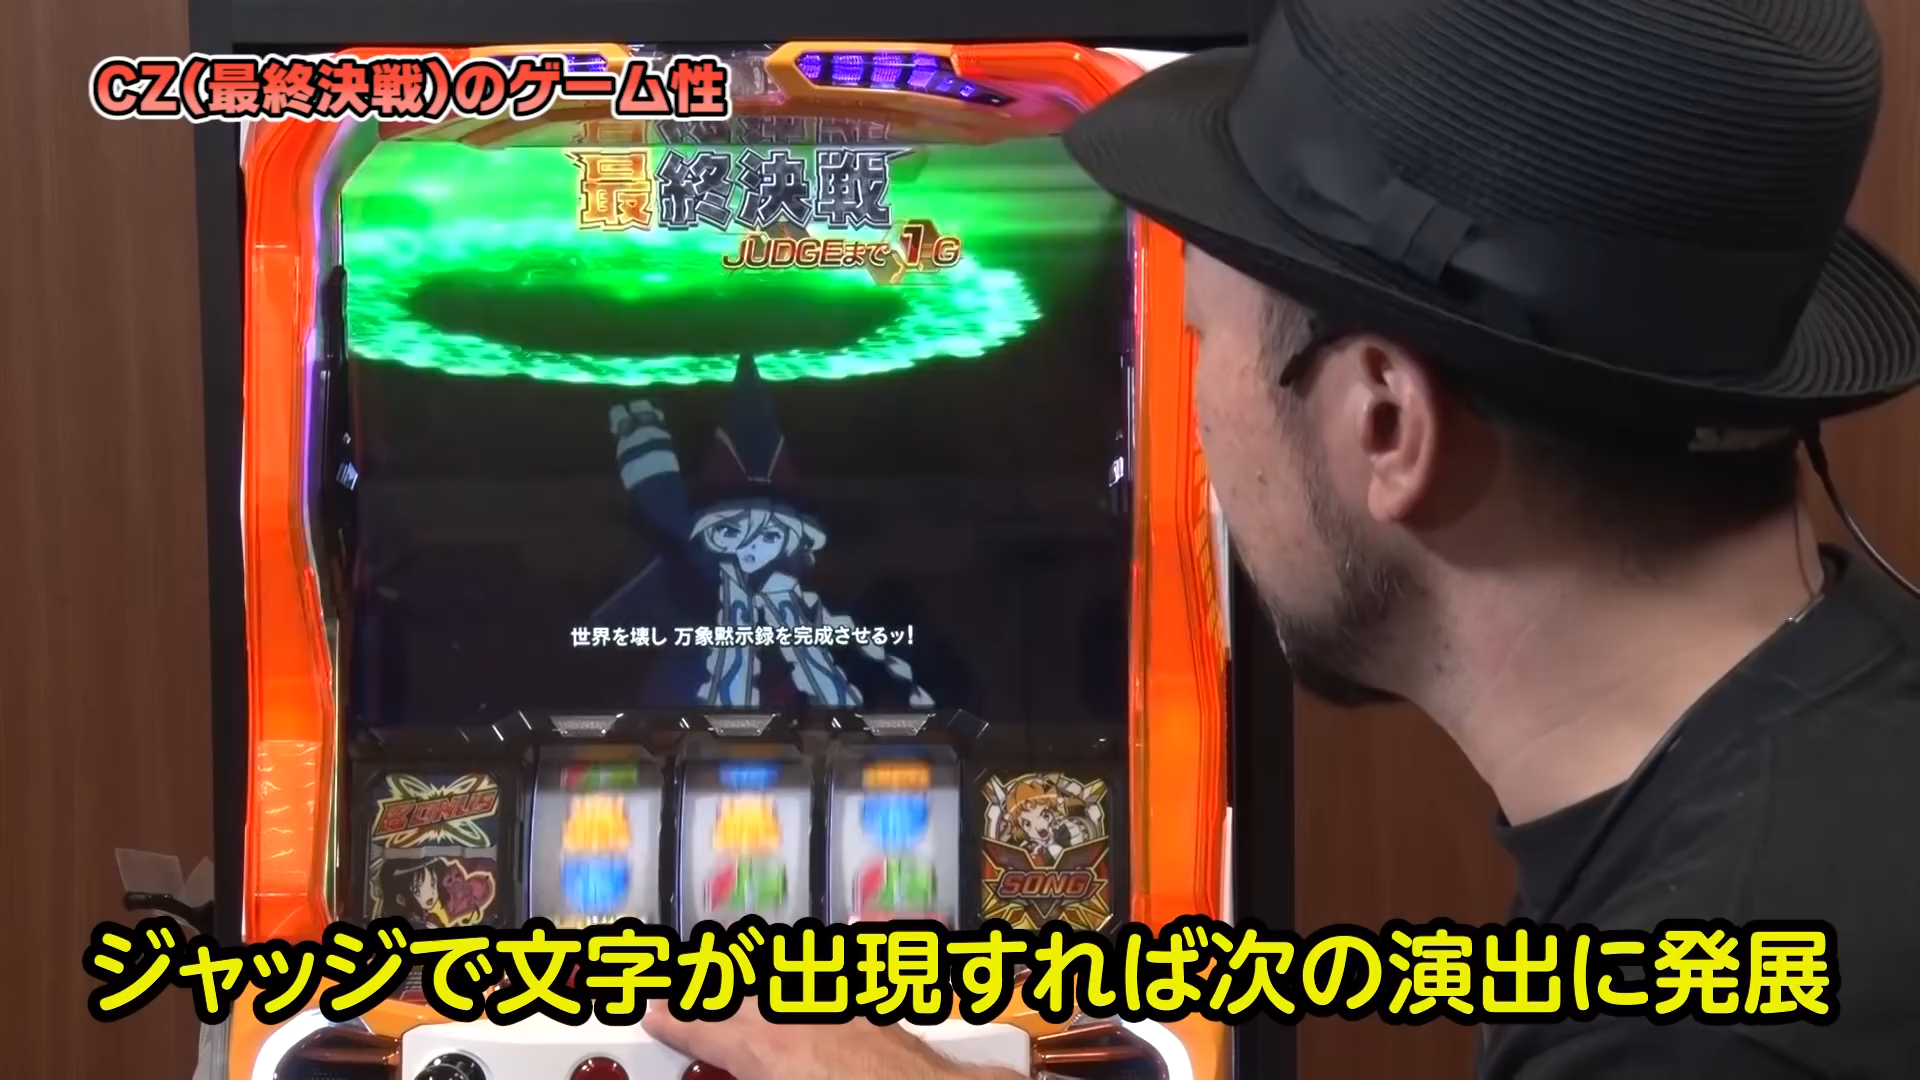 CZ(最終決戦)のゲーム性
最終決戦
JUDGEまで1G
世界を壊し 万象黙示録を完成させるッ!
BONUS
SONG
ジャッジで文字が出現すれば次の演出に発展